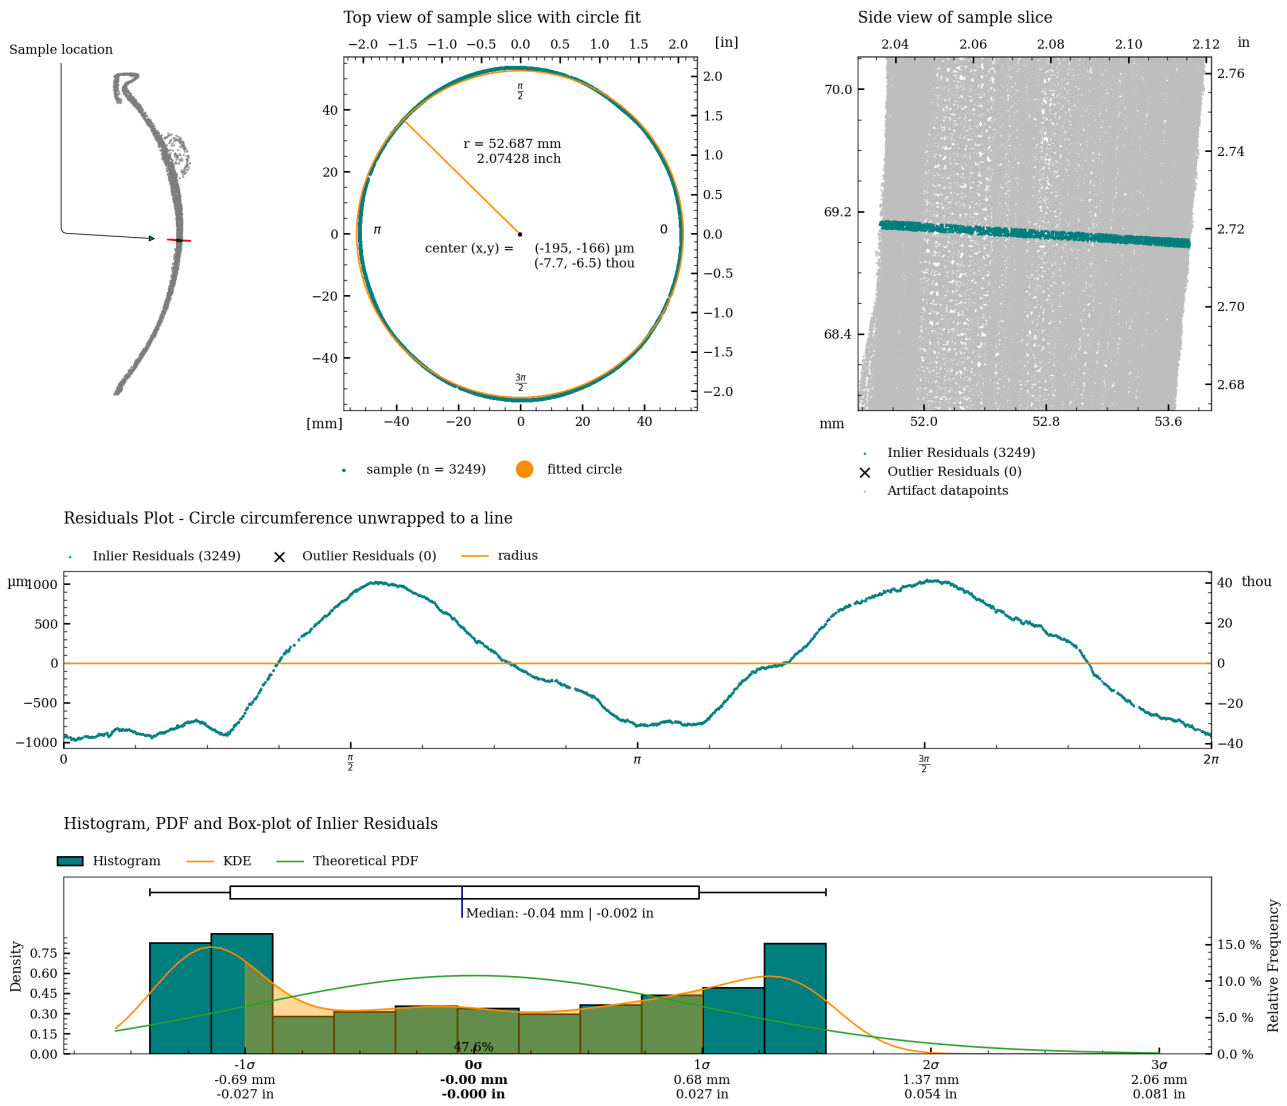 Sample location
Top view of sample slice with circle fit
−2.0 −1.5 −1.0 −0.5 0.0 0.5 1.0 1.5 2.0 [in]
40
20
0
−20
−40
2.0
1.5
1.0
0.5
0.0
−0.5
−1.0
−1.5
−2.0
π/2
r = 52.687 mm
2.07428 inch
π
0
center (x,y) = (-195, -166) µm
(-7.7, -6.5) thou
3π/2
[mm] −40 −20 0 20 40
sample (n = 3249) fitted circle
Side view of sample slice
2.04 2.06 2.08 2.10 2.12 in
70.0
69.2
68.4
2.76
2.74
2.72
2.70
2.68
mm 52.0 52.8 53.6
Inlier Residuals (3249)
Outlier Residuals (0)
Artifact datapoints
Residuals Plot - Circle circumference unwrapped to a line
Inlier Residuals (3249) Outlier Residuals (0) radius
µm
1000
500
0
−500
−1000
40 thou
20
0
−20
−40
0 π/2 π 3π/2 2π
Histogram, PDF and Box-plot of Inlier Residuals
Histogram KDE Theoretical PDF
Median: -0.04 mm | -0.002 in
Density
0.75
0.60
0.45
0.30
0.15
0.00
15.0 %
10.0 %
5.0 %
0.0 %
Relative Frequency
47.6%
-1σ 0σ 1σ 2σ 3σ
-0.69 mm -0.00 mm 0.68 mm 1.37 mm 2.06 mm
-0.027 in -0.000 in 0.027 in 0.054 in 0.081 in